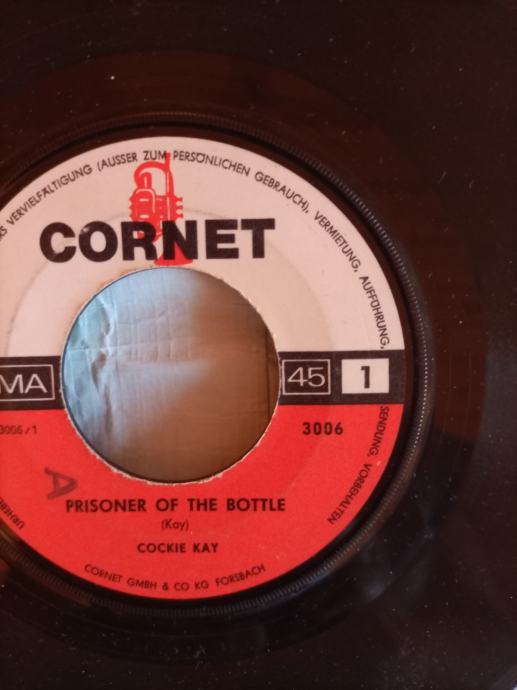 VERVIELFÄLTIGUNG (AUSSER ZUM PERSÖNLICHEN GEBRAUCH), VERMIETUNG, AUFFÜHRUNG,
SENDUNG, VORBEHALTEN
CORNET
MA
45
1
3006/1
3006
A
PRISONER OF THE BOTTLE
(Kay)
COCKIE KAY
CORNET GMBH & CO KG FORSBACH